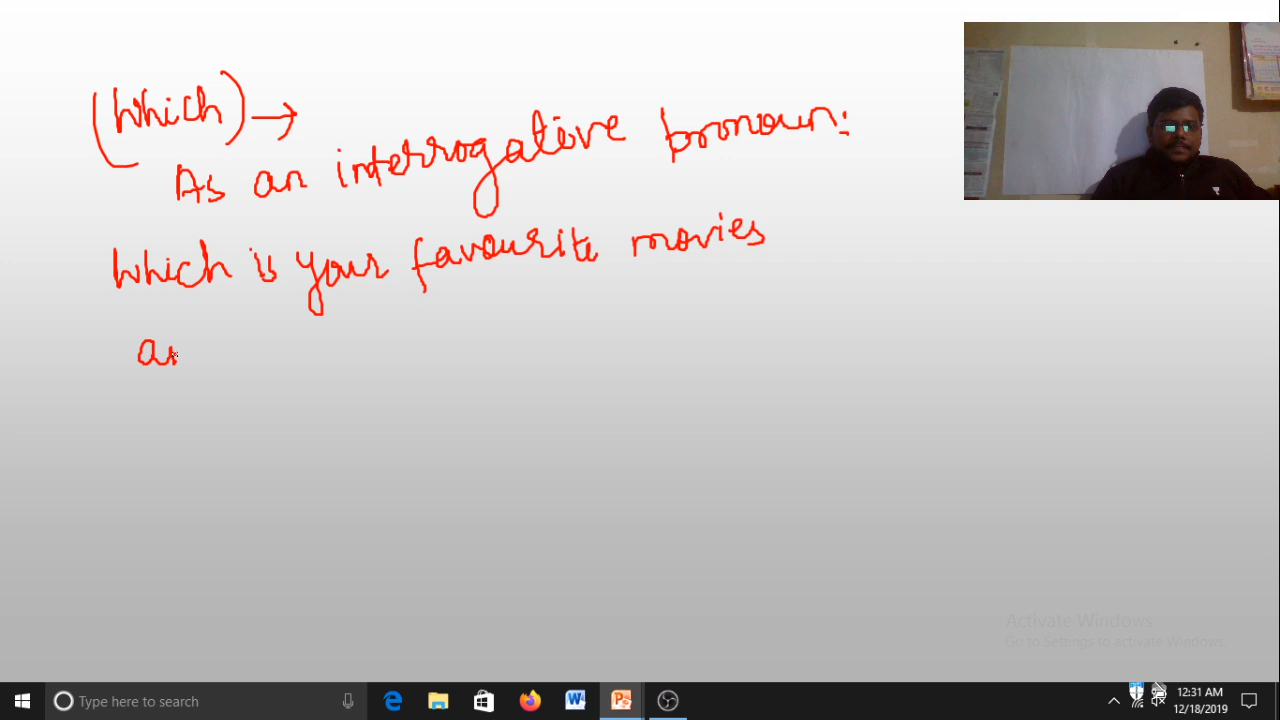 (Which) →
As an interrogative pronoun:
Which is your favourite movies
an
Activate Windows
Go to Settings to activate Windows.
Type here to search
12:31 AM
12/18/2019